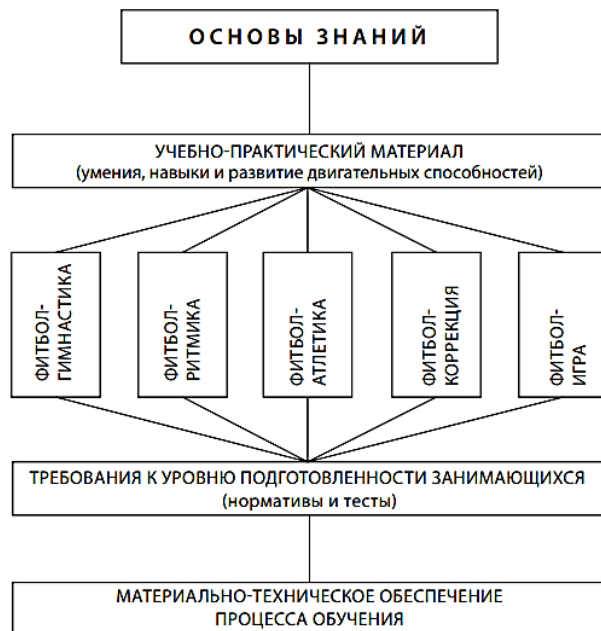 ОСНОВЫ ЗНАНИЙ
УЧЕБНО-ПРАКТИЧЕСКИЙ МАТЕРИАЛ
(умения, навыки и развитие двигательных способностей)
ФИТБОЛ-
ГИМНАСТИКА
ФИТБОЛ-
РИТМИКА
ФИТБОЛ-
АТЛЕТИКА
ФИТБОЛ-
КОРРЕКЦИЯ
ФИТБОЛ-
ИГРА
ТРЕБОВАНИЯ К УРОВНЮ ПОДГОТОВЛЕННОСТИ ЗАНИМАЮЩИХСЯ
(нормативы и тесты)
МАТЕРИАЛЬНО-ТЕХНИЧЕСКОЕ ОБЕСПЕЧЕНИЕ
ПРОЦЕССА ОБУЧЕНИЯ